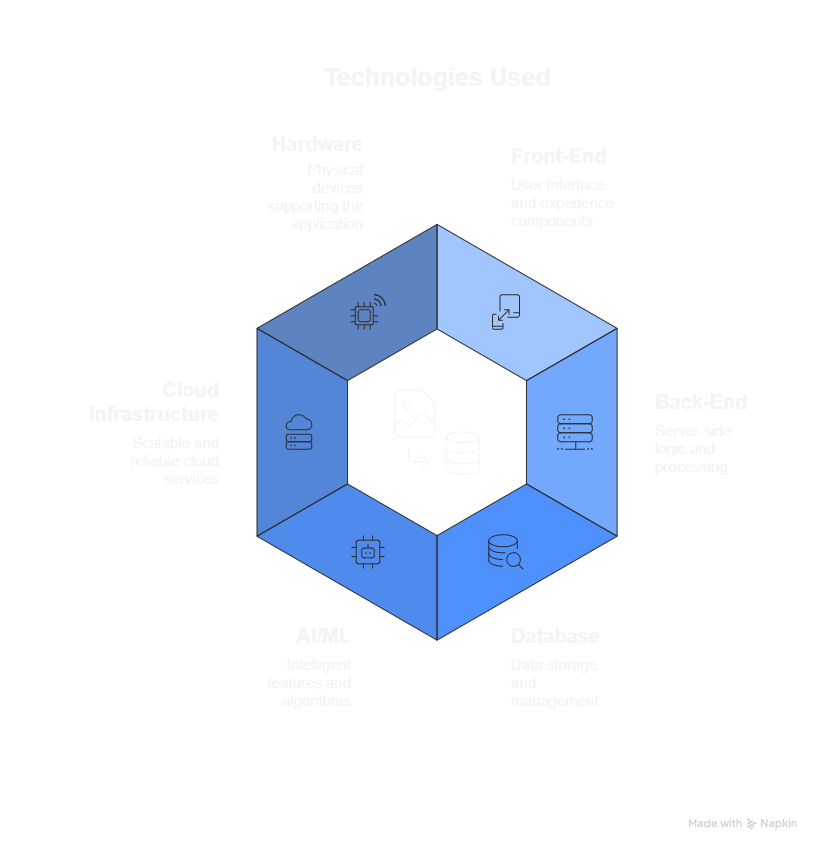 Technologies Used
Hardware
Physical
devices
supporting the
application
Front-End
User interface
and experience
components
Cloud
Infrastructure
Scalable and
reliable cloud
services
Back-End
Server-side
logic and
processing
AI/ML
Intelligent
features and
algorithms
Database
Data storage
and
management
Made with Napkin